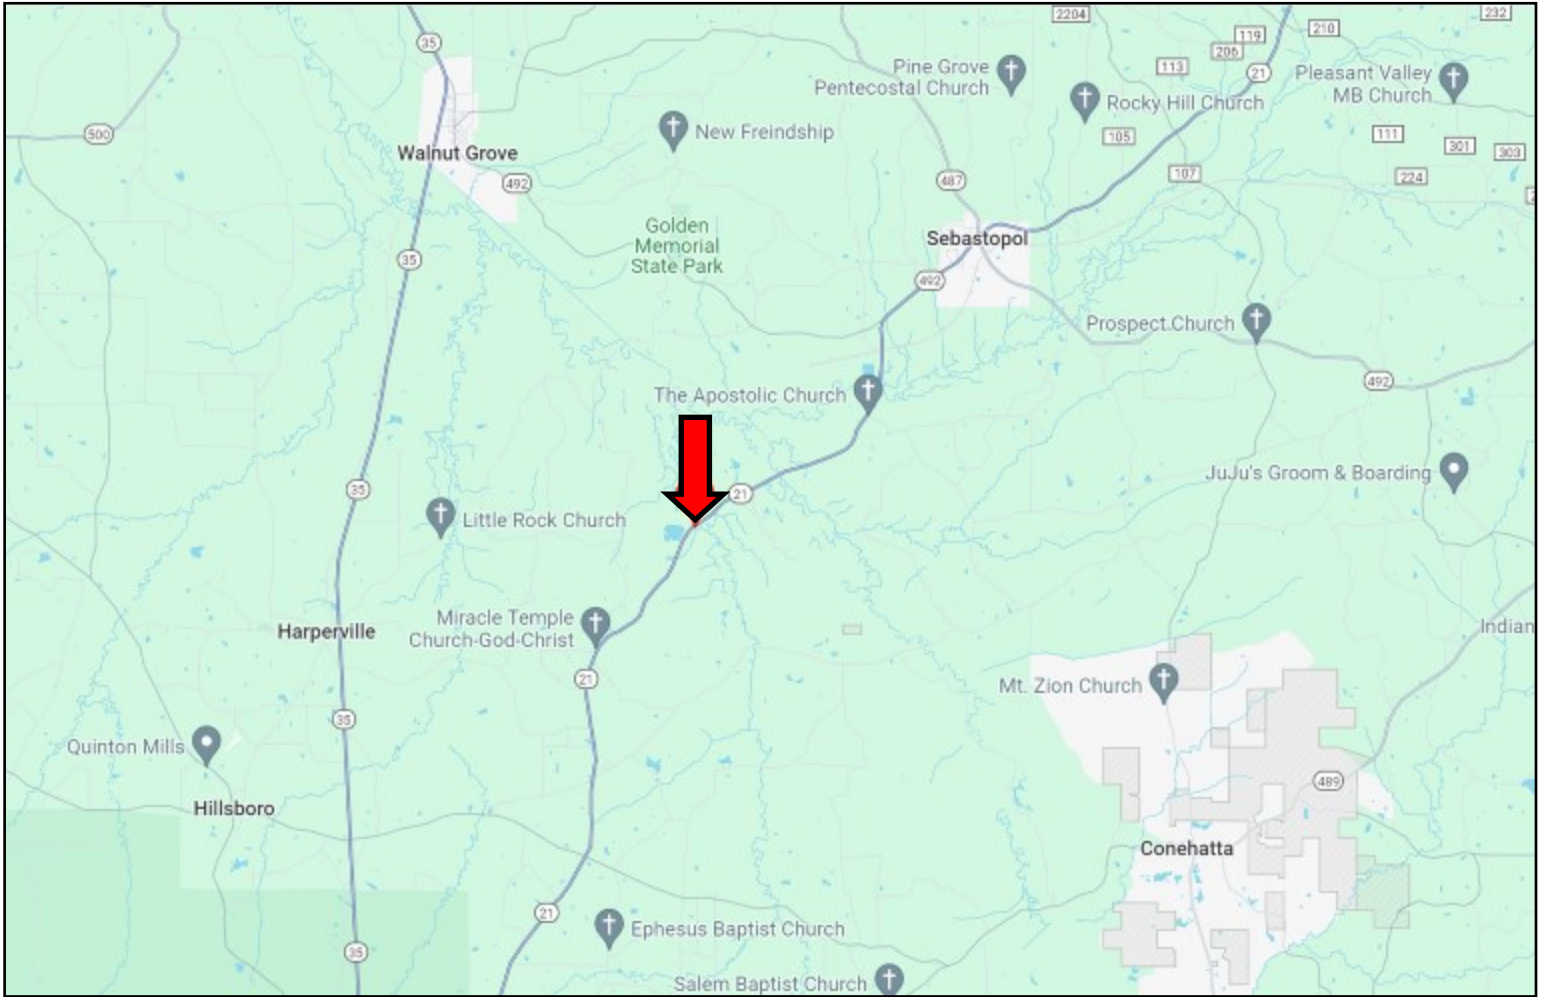 2204
232
35
119
210
206
Pine Grove
Pentecostal Church
113
21
Pleasant Valley
MB Church
Rocky Hill Church
New Freindship
500
105
111
301
303
Walnut Grove
492
487
107
224
Golden
Memorial
State Park
Sebastopol
35
492
Prospect Church
492
The Apostolic Church
JuJu's Groom & Boarding
35
21
Little Rock Church
Miracle Temple
Church-God-Christ
Harperville
Indian
21
Mt. Zion Church
35
Quinton Mills
489
Hillsboro
Conehatta
21
Ephesus Baptist Church
35
Salem Baptist Church